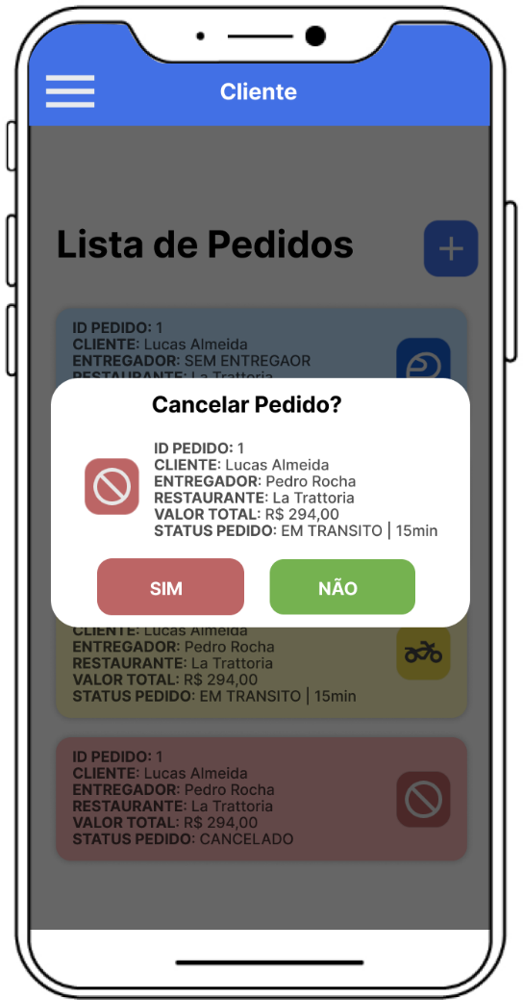 Cliente
Lista de Pedidos
ID PEDIDO: 1
CLIENTE: Lucas Almeida
ENTREGADOR: SEM ENTREGAOR
RESTAURANTE: La Trattoria
Cancelar Pedido?
ID PEDIDO: 1
CLIENTE: Lucas Almeida
ENTREGADOR: Pedro Rocha
RESTAURANTE: La Trattoria
VALOR TOTAL: R$ 294,00
STATUS PEDIDO: EM TRANSITO | 15min
SIM
NÃO
CLIENTE: Lucas Almeida
ENTREGADOR: Pedro Rocha
RESTAURANTE: La Trattoria
VALOR TOTAL: R$ 294,00
STATUS PEDIDO: EM TRANSITO | 15min
ID PEDIDO: 1
CLIENTE: Lucas Almeida
ENTREGADOR: Pedro Rocha
RESTAURANTE: La Trattoria
VALOR TOTAL: R$ 294,00
STATUS PEDIDO: CANCELADO